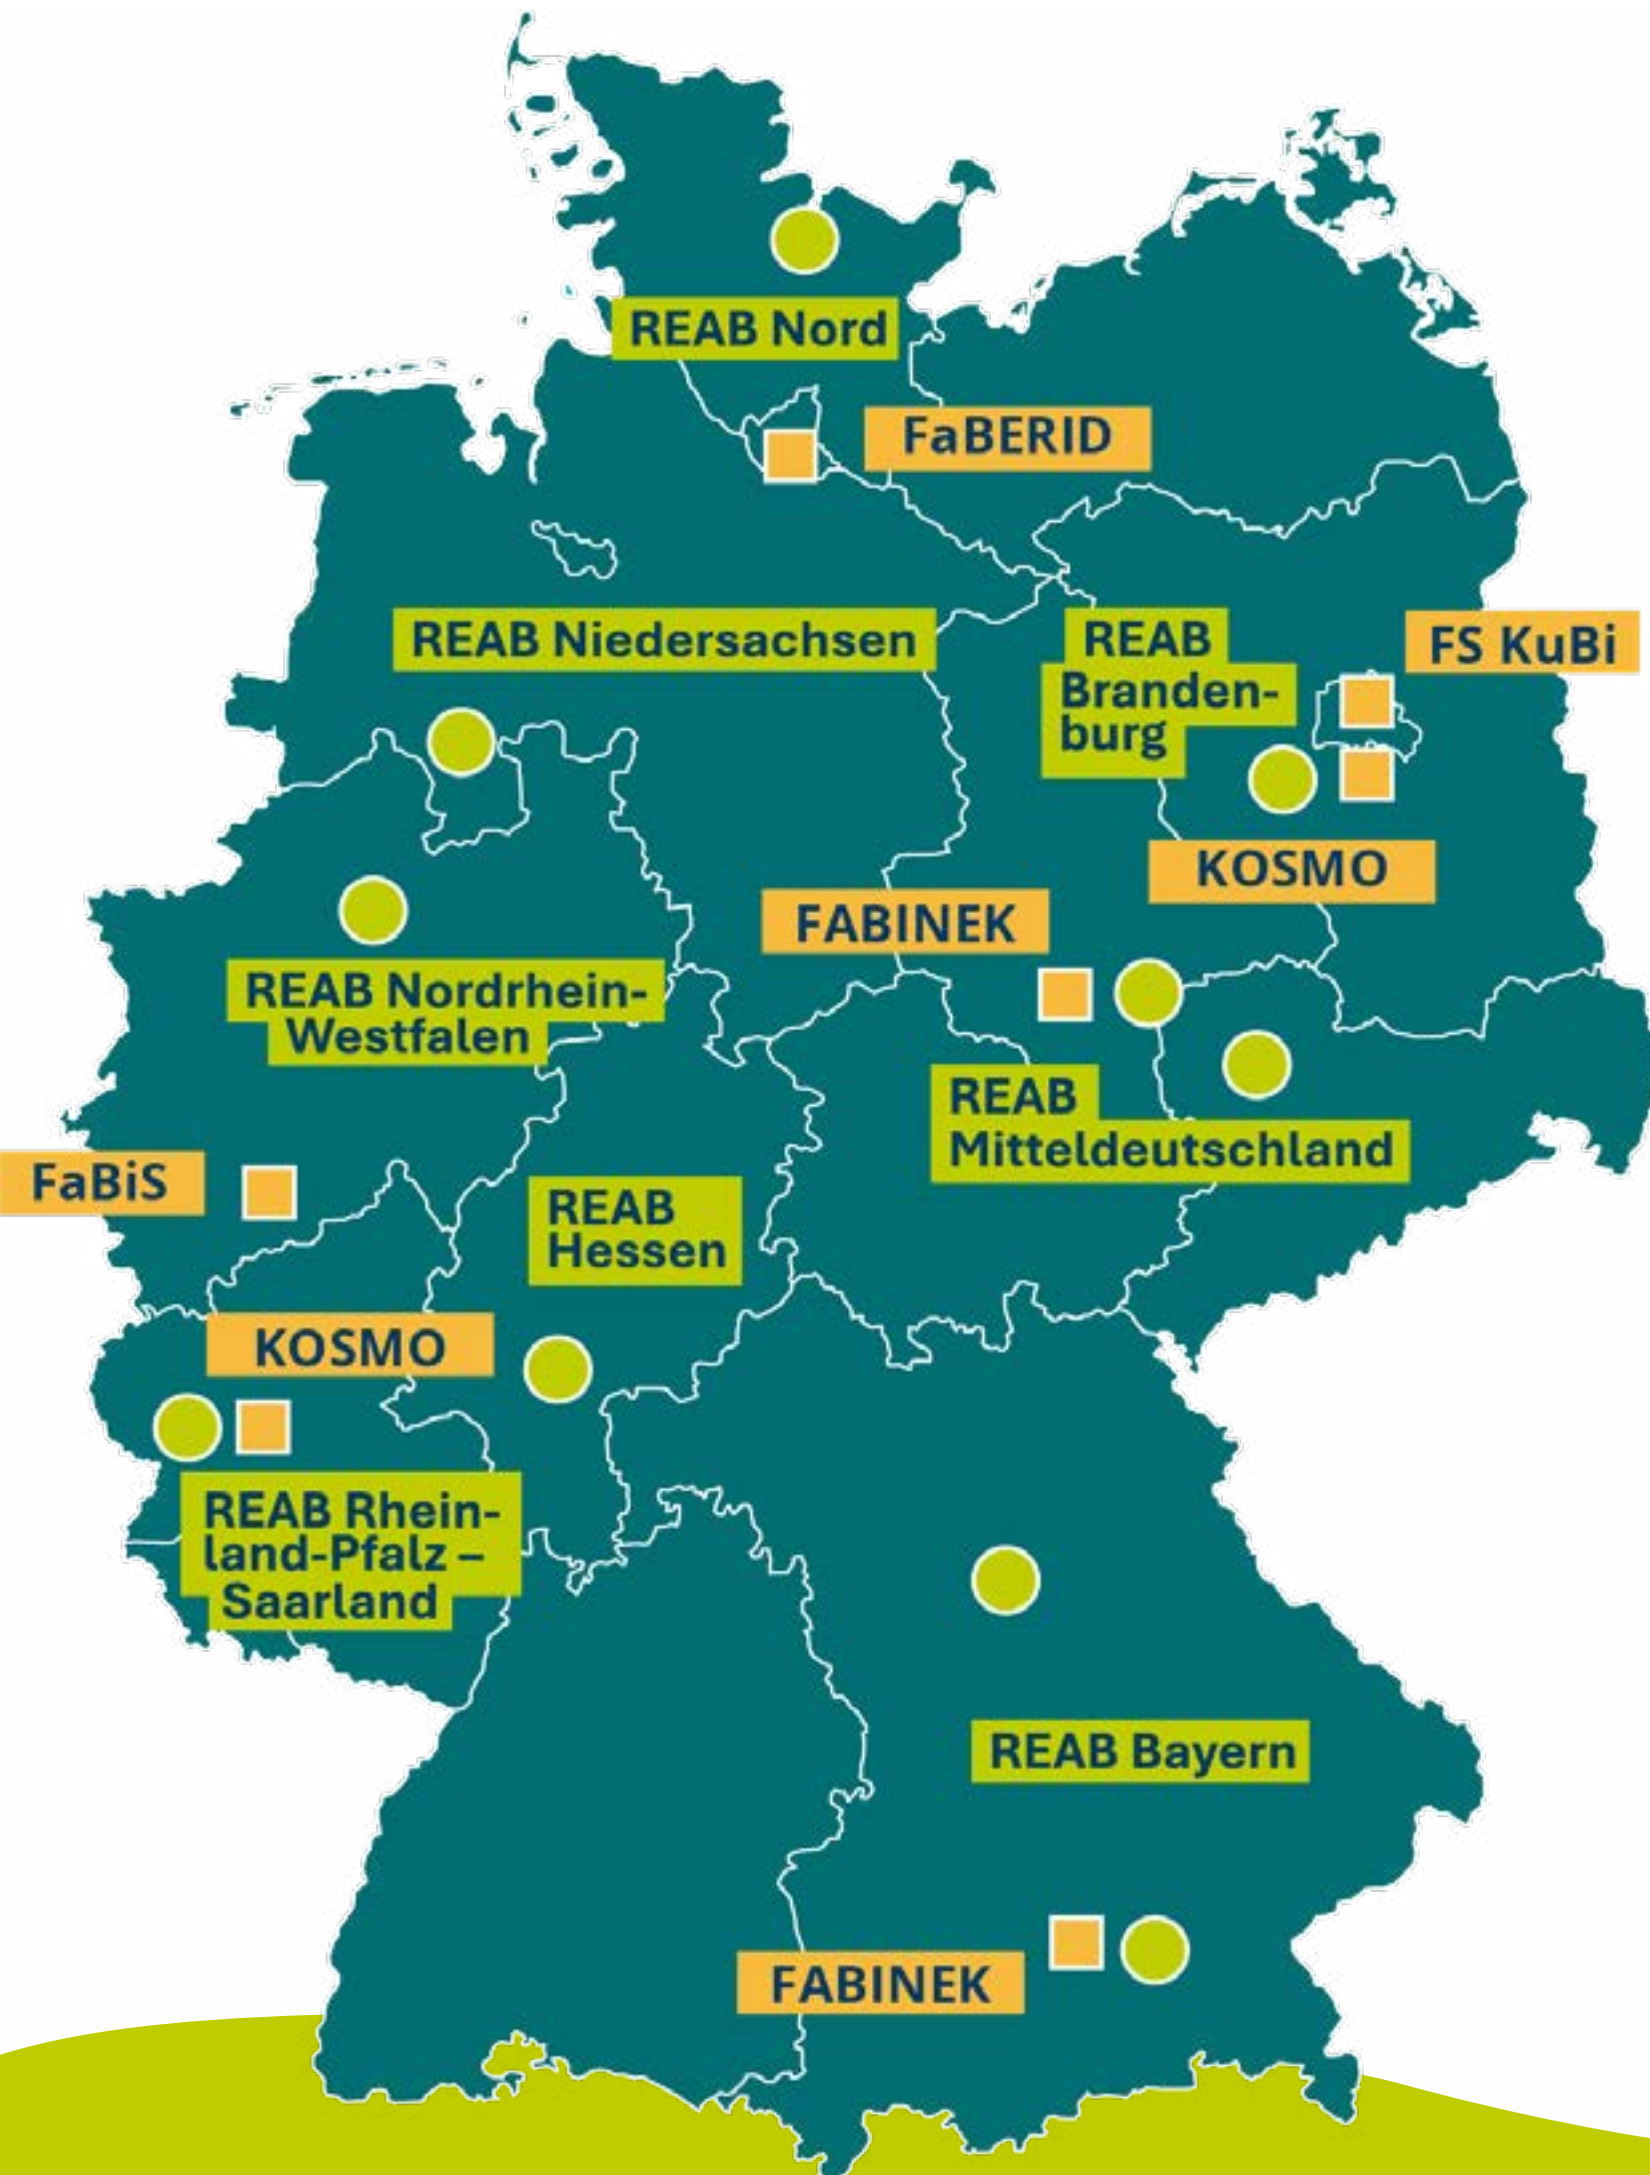 REAB Nord
FaBERID
REAB Niedersachsen
REAB
Branden-
burg
FS KuBi
KOSMO
FABINEK
REAB Nordrhein-
Westfalen
REAB
Mitteldeutschland
FaBiS
REAB
Hessen
KOSMO
REAB Rhein-
land-Pfalz –
Saarland
REAB Bayern
FABINEK